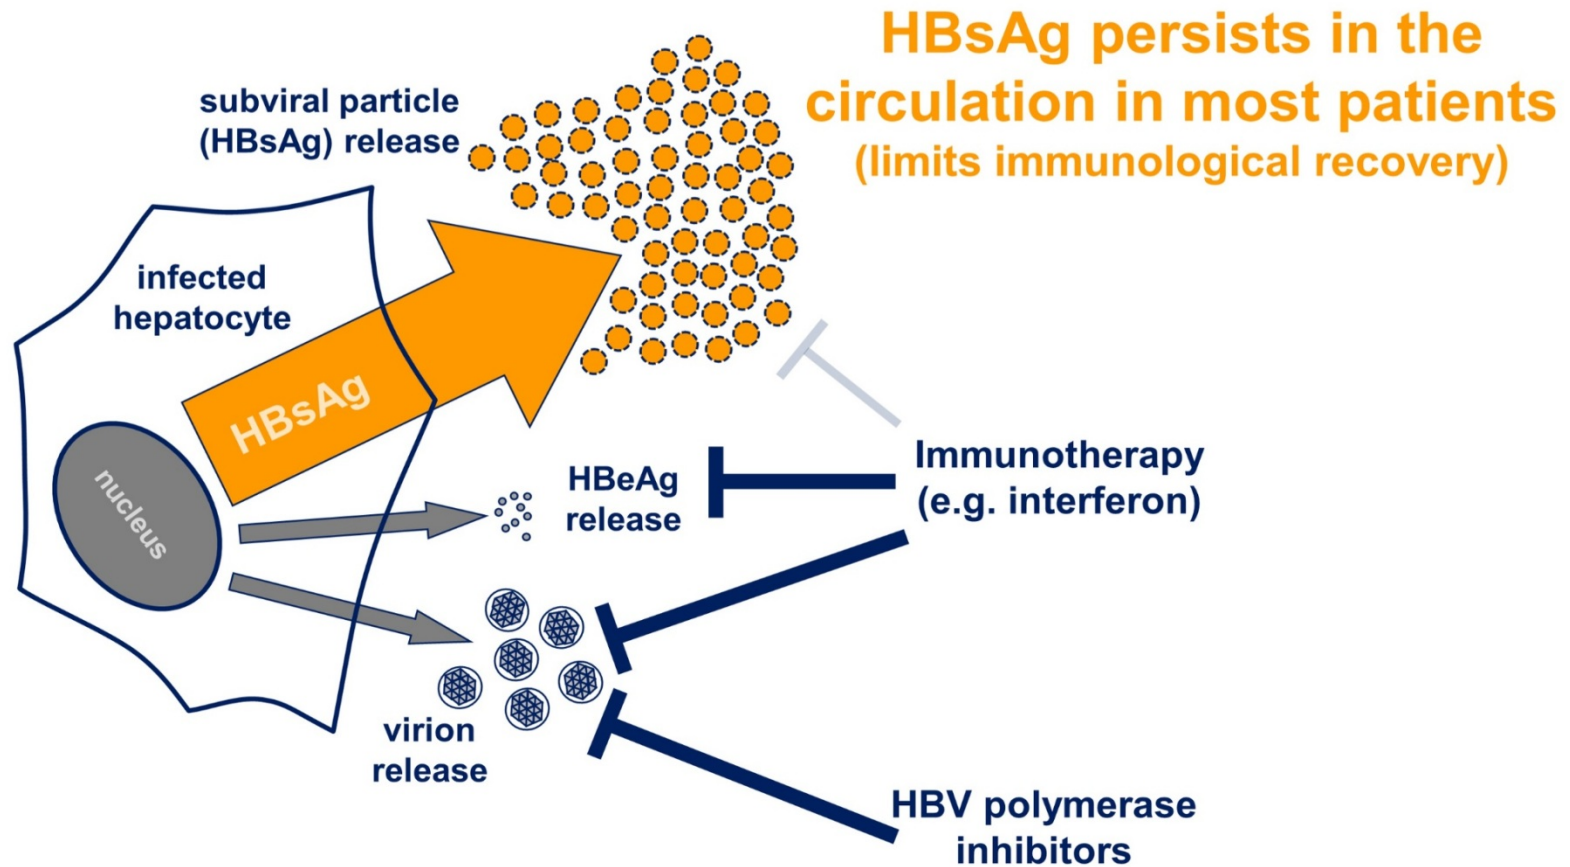 HBsAg persists in the
circulation in most patients
(limits immunological recovery)
subviral particle
(HBsAg) release
infected
hepatocyte
HBsAg
nucleus
HBeAg
release
Immunotherapy
(e.g. interferon)
virion
release
HBV polymerase
inhibitors